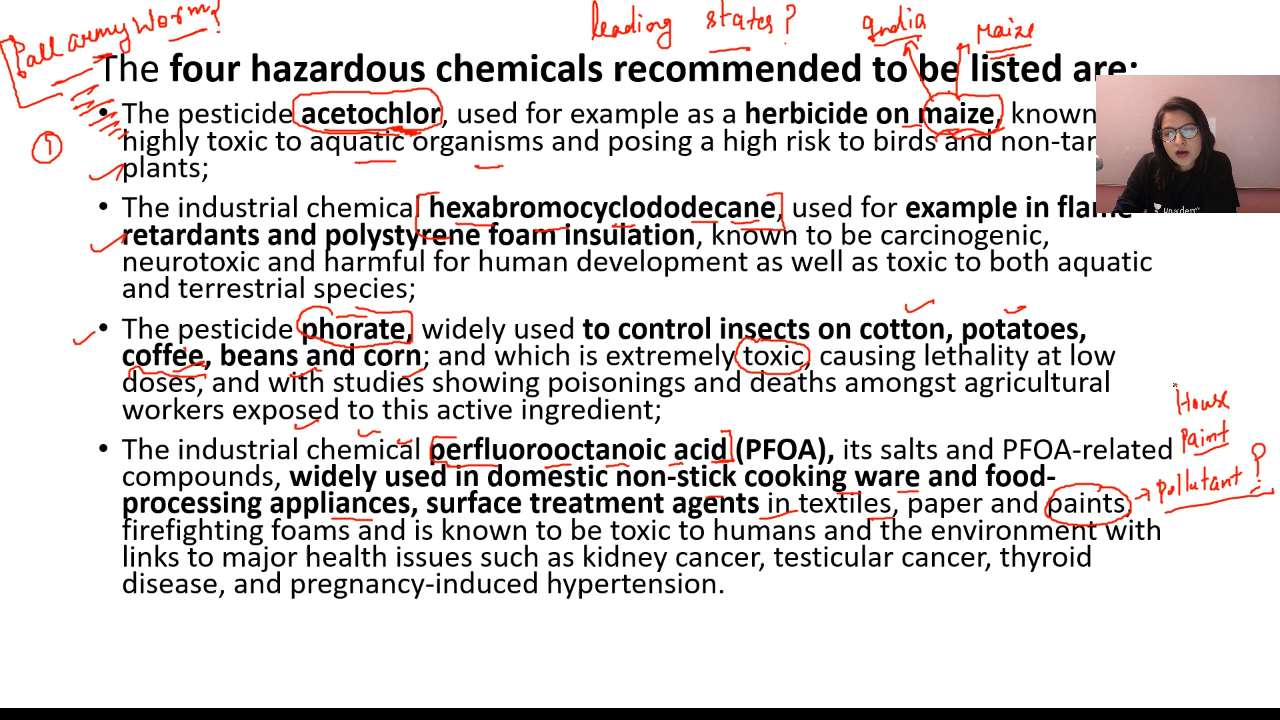 Fall army Worm?
leading states?
India
Maize
The four hazardous chemicals recommended to be listed are:
1
• The pesticide acetochlor, used for example as a herbicide on maize, known
highly toxic to aquatic organisms and posing a high risk to birds and non-tar
plants;
• The industrial chemical hexabromocyclododecane, used for example in flame
retardants and polystyrene foam insulation, known to be carcinogenic,
neurotoxic and harmful for human development as well as toxic to both aquatic
and terrestrial species;
• The pesticide phorate, widely used to control insects on cotton, potatoes,
coffee, beans and corn; and which is extremely toxic, causing lethality at low
doses, and with studies showing poisonings and deaths amongst agricultural
workers exposed to this active ingredient;
• The industrial chemical perfluorooctanoic acid (PFOA), its salts and PFOA-related
compounds, widely used in domestic non-stick cooking ware and food-
processing appliances, surface treatment agents in textiles, paper and paints,
firefighting foams and is known to be toxic to humans and the environment with
links to major health issues such as kidney cancer, testicular cancer, thyroid
disease, and pregnancy-induced hypertension.
House
Paint
Pollutant?